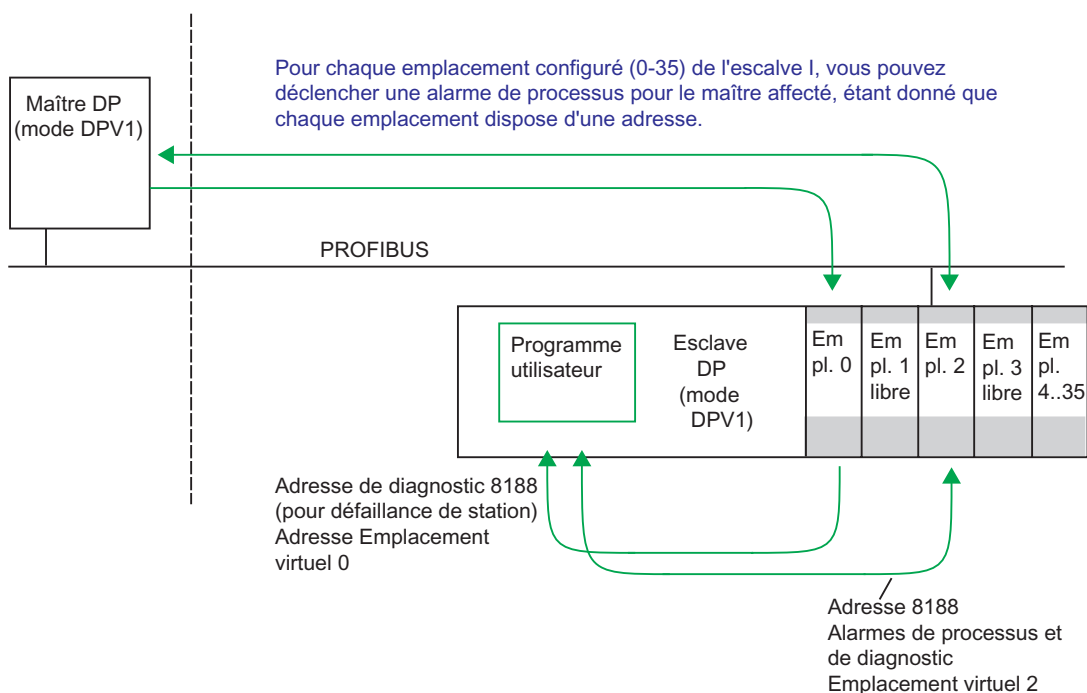 Pour chaque emplacement configuré (0-35) de l'escalve I, vous pouvez
déclencher une alarme de processus pour le maître affecté, étant donné que
chaque emplacement dispose d'une adresse.
Maître DP
(mode DPV1)
PROFIBUS
Programme
utilisateur
Esclave
DP
(mode
DPV1)
Em
pl. 0
Em
pl. 1
libre
Em
pl. 2
Em
pl. 3
libre
Em
pl.
4..35
Adresse de diagnostic 8188
(pour défaillance de station)
Adresse Emplacement
virtuel 0
Adresse 8188
Alarmes de processus et
de diagnostic
Emplacement virtuel 2